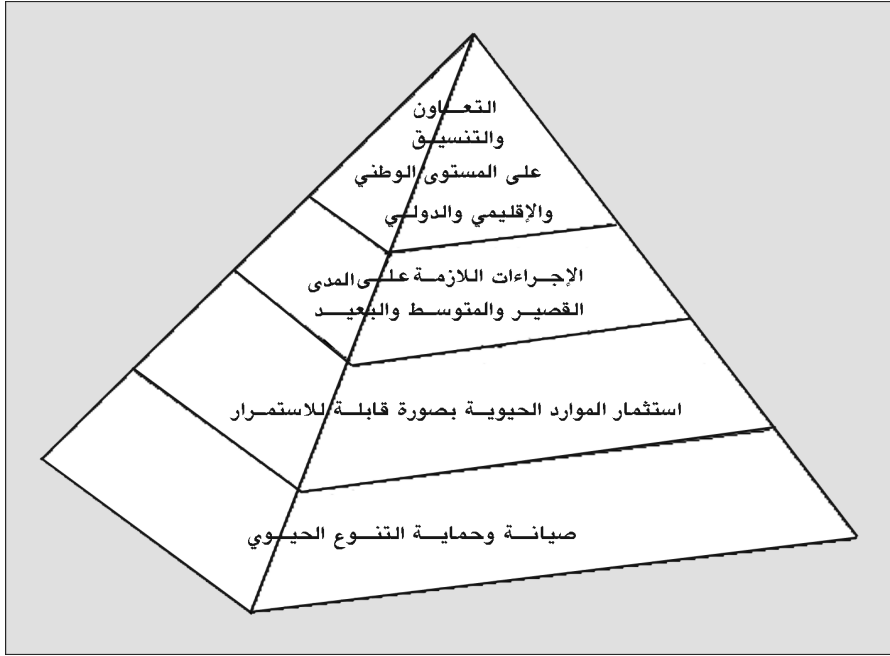 التعاون
والتنسيق
على المستوى الوطني
والإقليمي والدولي
الإجراءات اللازمة على المدى
القصير والمتوسط والبعيد
استثمار الموارد الحيوية بصورة قابلة للاستمرار
صيانة وحماية التنوع الحيوي